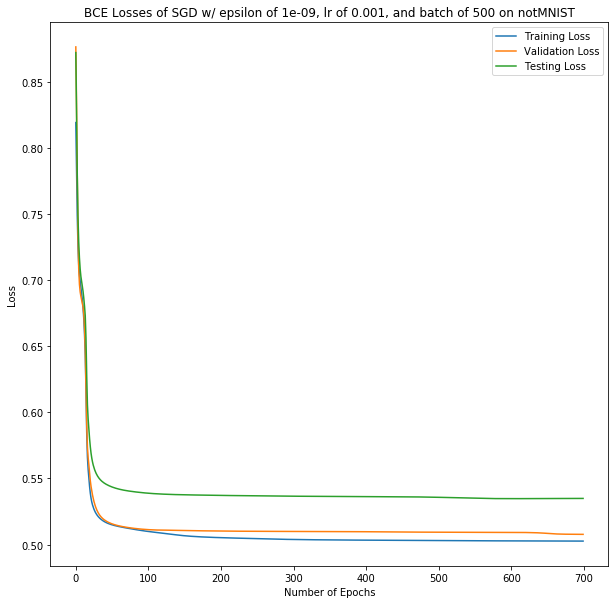 BCE Losses of SGD w/ epsilon of 1e-09, lr of 0.001, and batch of 500 on notMNIST
Training Loss
Validation Loss
Testing Loss
0.85
0.80
0.75
0.70
0.65
0.60
0.55
0.50
Loss
0 100 200 300 400 500 600 700
Number of Epochs